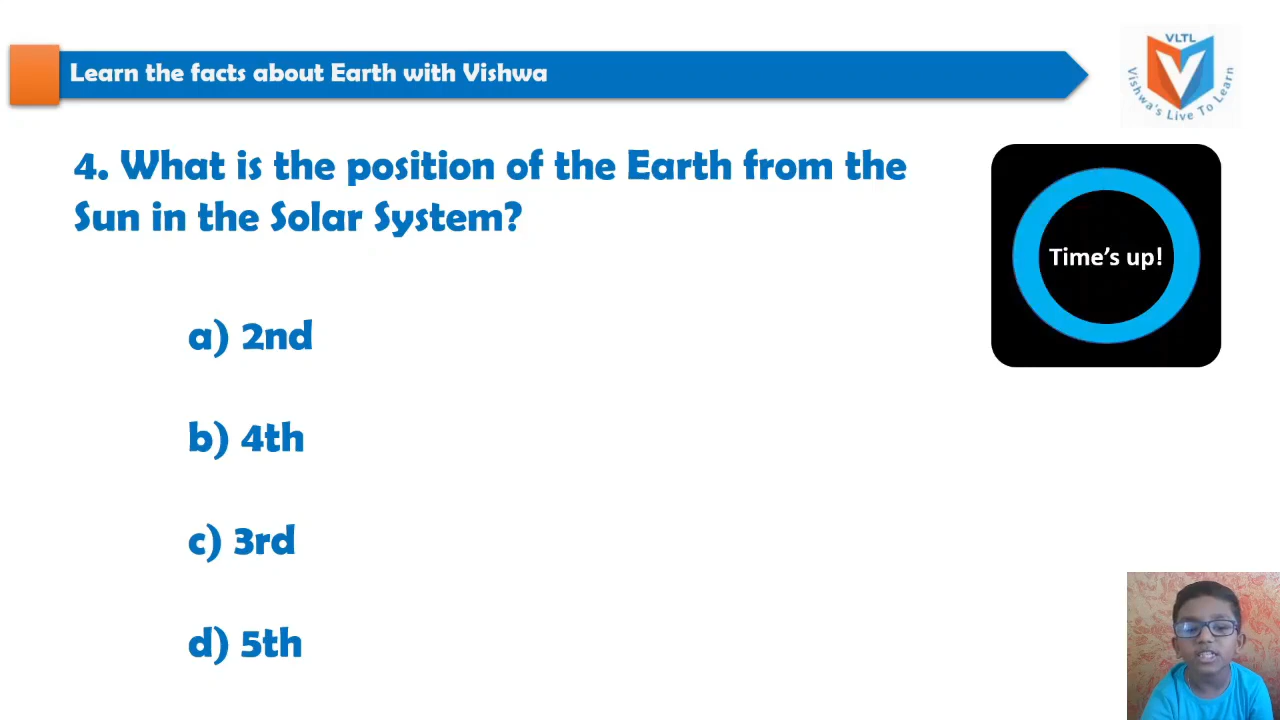 Learn the facts about Earth with Vishwa
VLTL
Vishwa's Live To Learn
4. What is the position of the Earth from the
Sun in the Solar System?
Time's up!
a) 2nd
b) 4th
c) 3rd
d) 5th